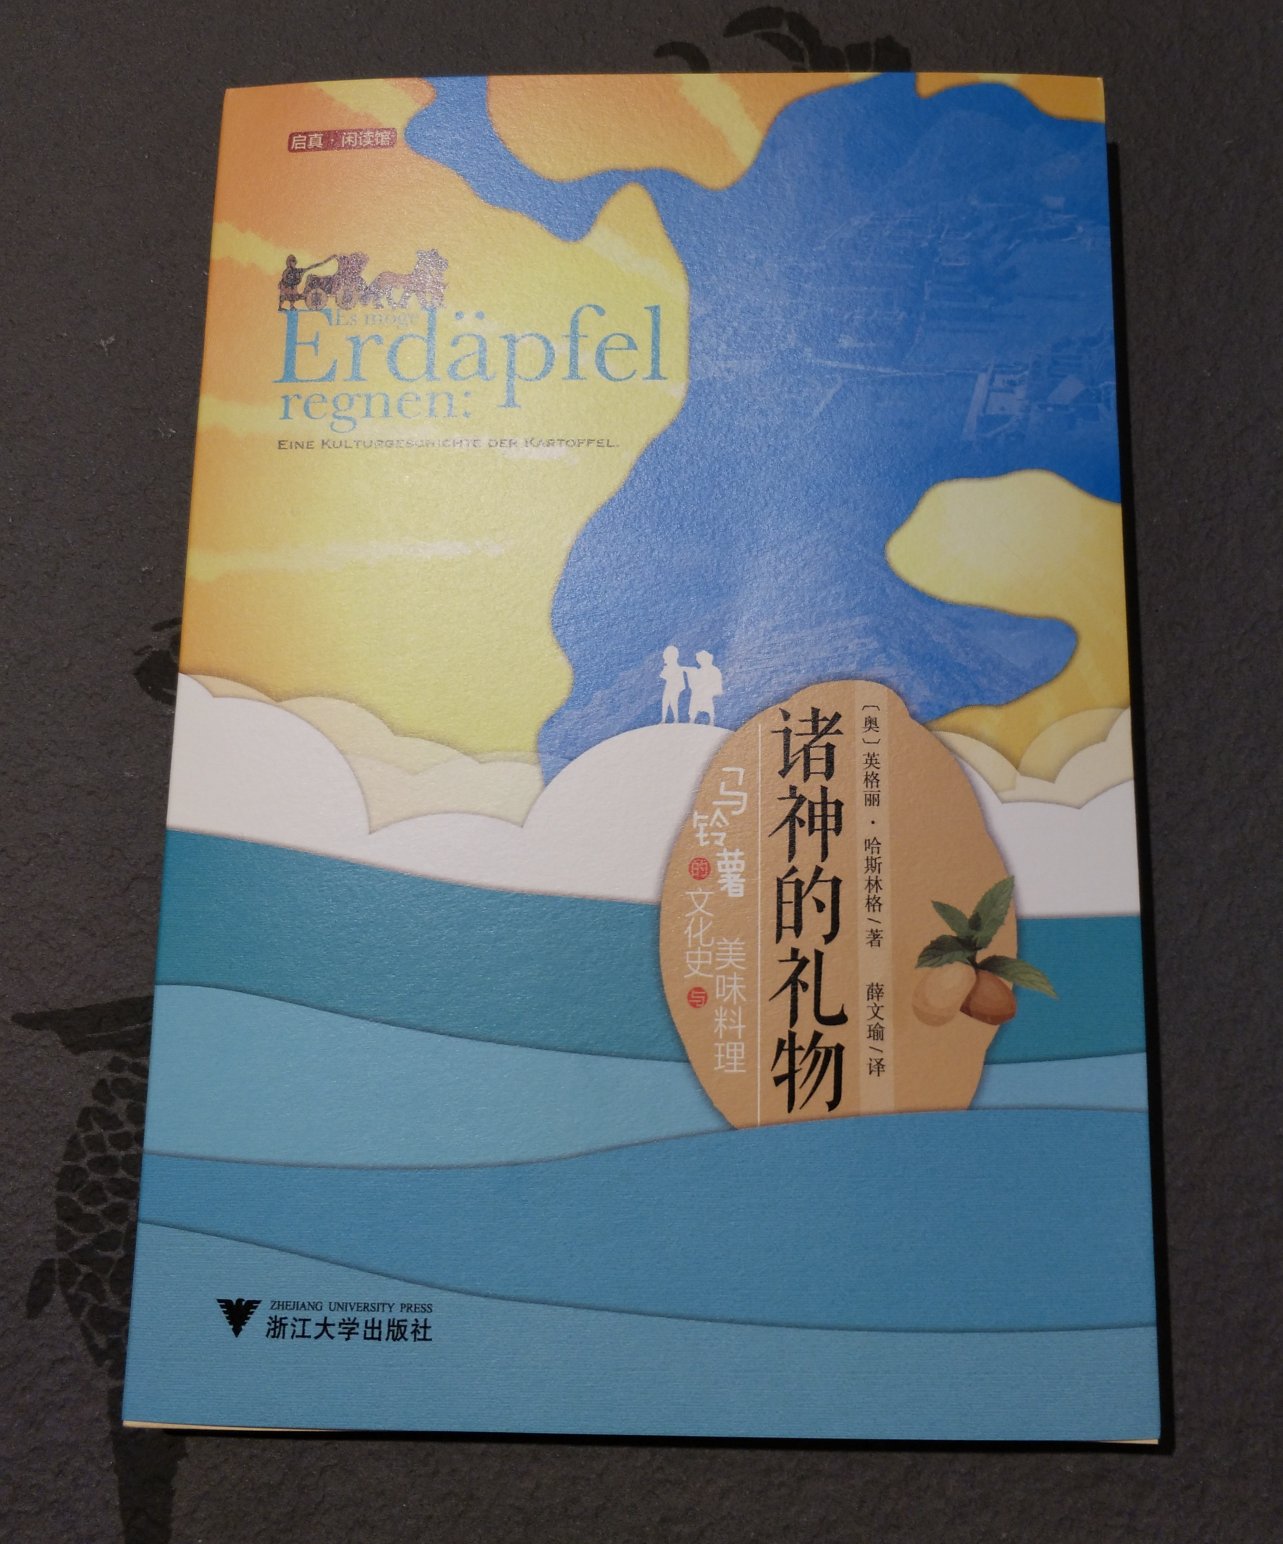 启真·闲读馆
Es möge
Erdäpfel
regnen:
EINE KULTURGESCHICHTE DER KARTOFFEL.
〔奥〕英格丽·哈斯林格/著 薛文瑜/译
诸神的礼物
马铃薯的文化史与美味料理
ZHEJIANG UNIVERSITY PRESS
浙江大学出版社